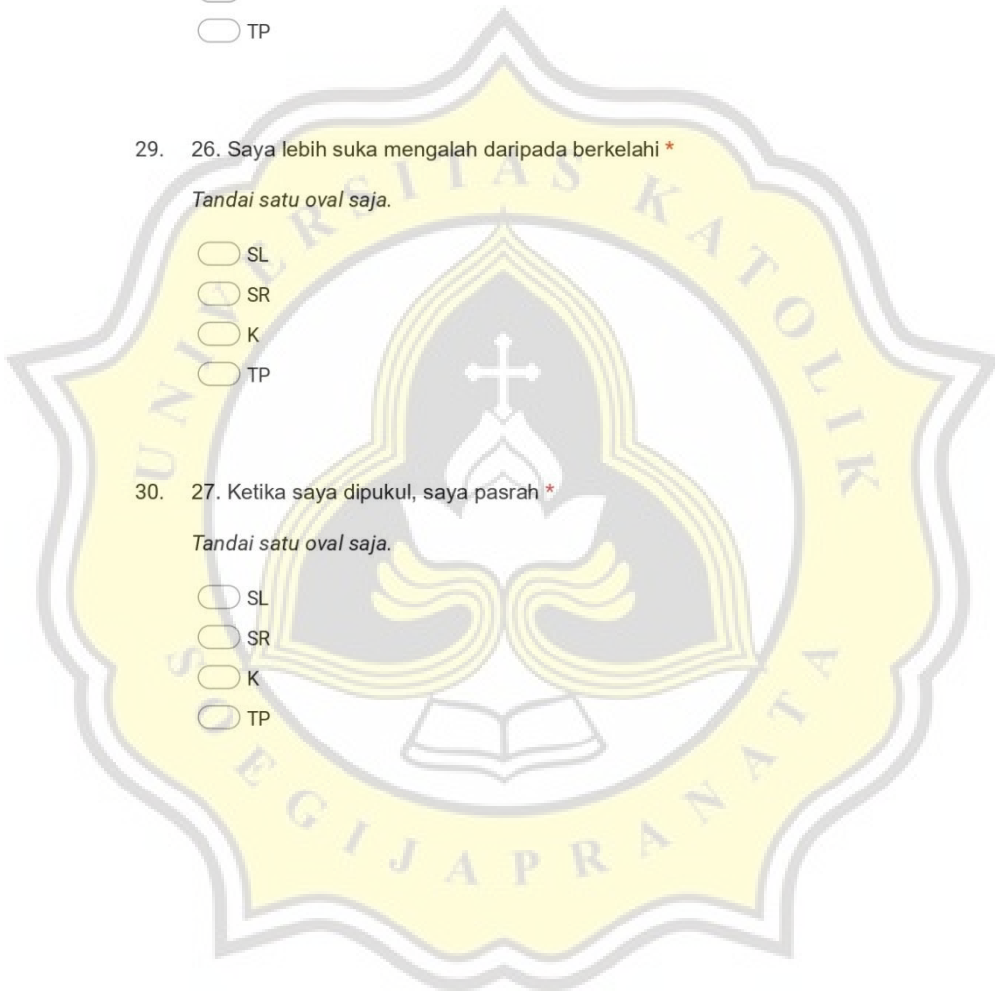 TP
29. 26. Saya lebih suka mengalah daripada berkelahi *
Tandai satu oval saja.
SL
SR
K
TP
30. 27. Ketika saya dipukul, saya pasrah *
Tandai satu oval saja.
SL
SR
K
TP
UNIVERSITAS KATOLIK
SOEGIJAPRANATA